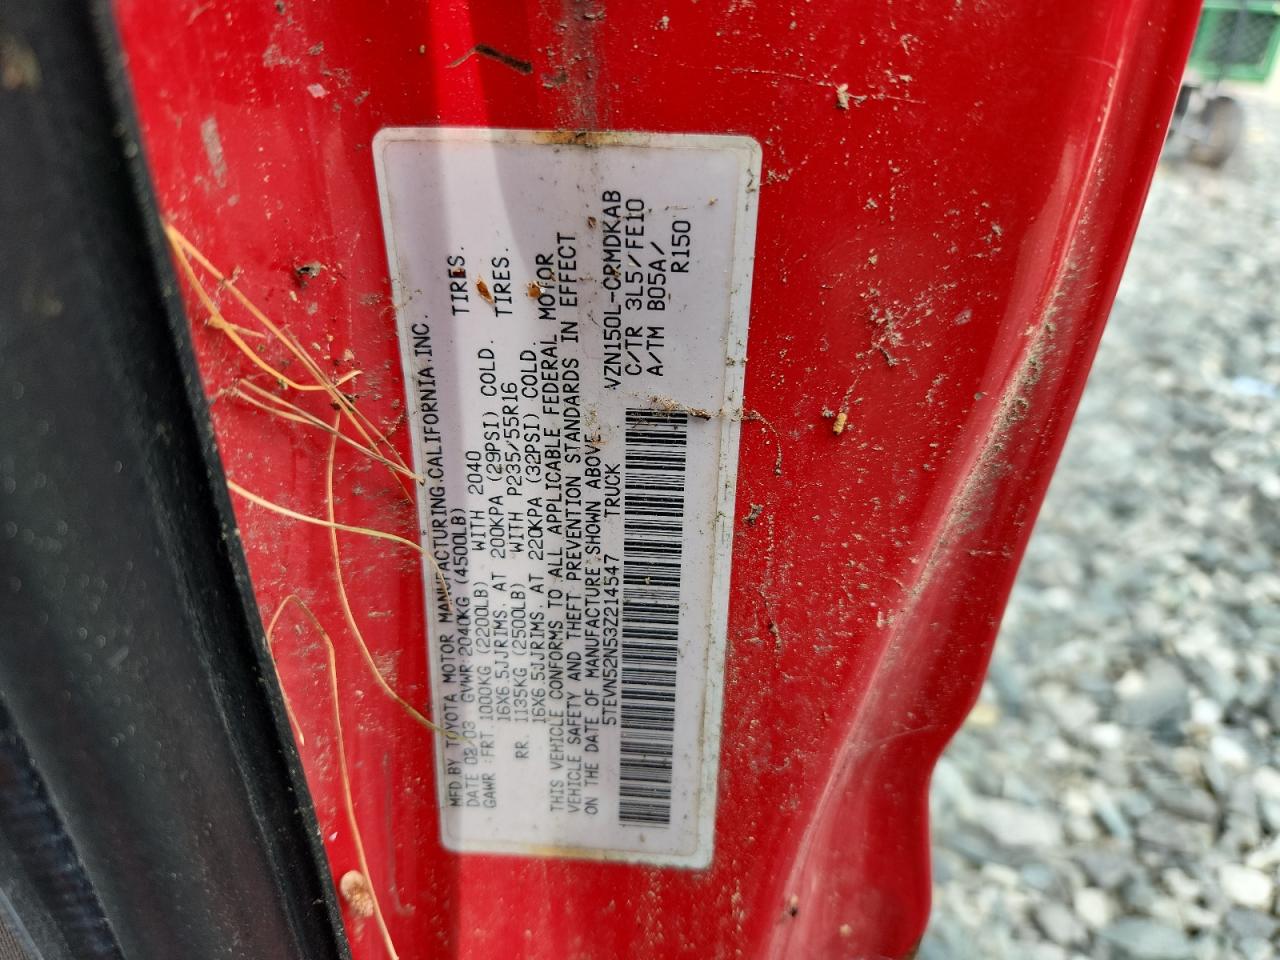 MFD BY TOYOTA MOTOR MANUFACTURING CALIFORNIA, INC.
DATE 02/03 GVWR:2040KG (4500LB)
GAWR:FRT. 1000KG (2200LB) WITH 2040 TIRES.
16X6.5JJRIMS. AT 200KPA (29PSI) COLD.
RR. 1135KG (2500LB) WITH P235/55R16 TIRES.
16X6.5JJRIMS. AT 220KPA (32PSI) COLD
THIS VEHICLE CONFORMS TO ALL APPLICABLE FEDERAL MOTOR
VEHICLE SAFETY AND THEFT PREVENTION STANDARDS IN EFFECT
ON THE DATE OF MANUFACTURE SHOWN ABOVE
5TEVN52N53Z214547 TRUCK
VZN150L-CRMDKAB
C/TR 3L5/FE10
A/TM B05A/
R150